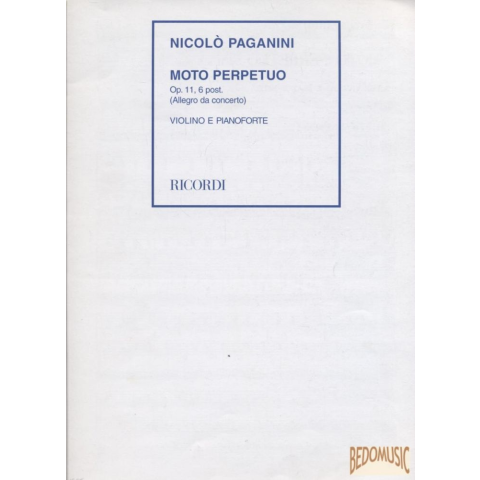 NICOLÒ PAGANINI
MOTO PERPETUO
Op. 11, 6 post.
(Allegro da concerto)
VIOLINO E PIANOFORTE
RICORDI
BEDOMUSIC